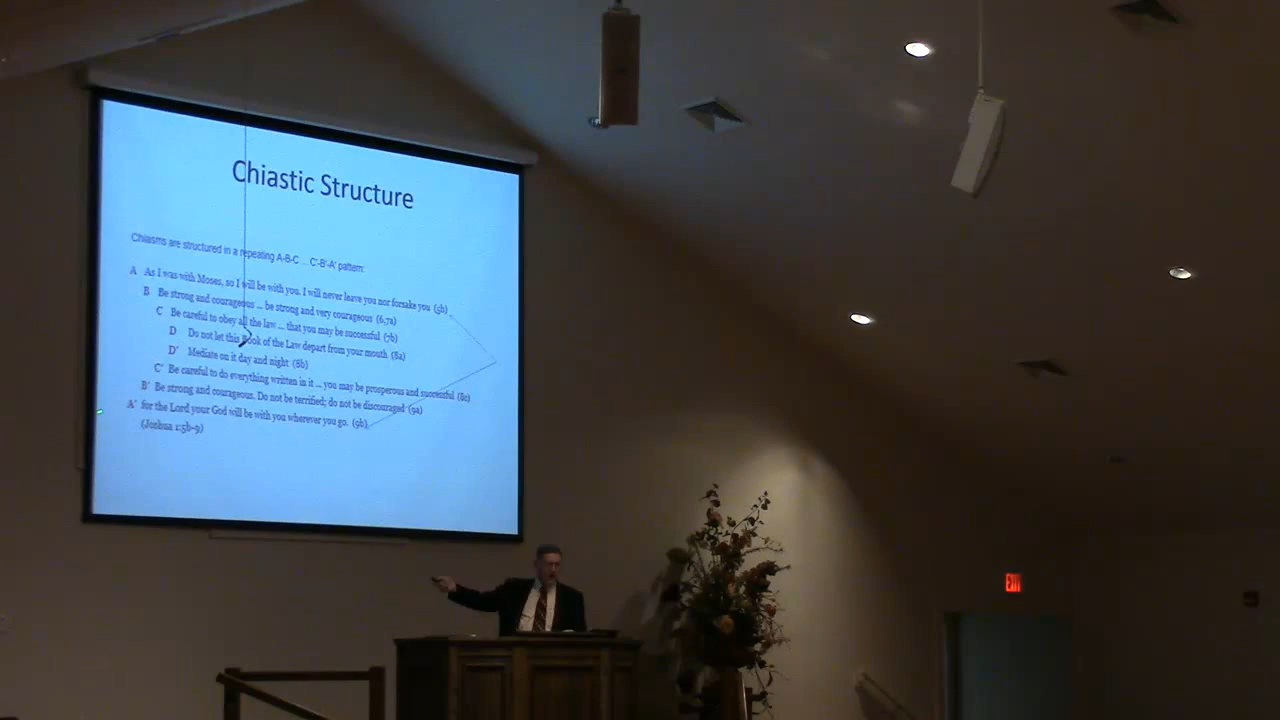 Chiastic Structure
Chiasms are structured in a repeating A-B-C ... C'-B'-A' pattern:
A As I was with Moses, so I will be with you. I will never leave you nor forsake you (5b)
B Be strong and courageous ... be strong and very courageous (6,7a)
C Be careful to obey all the law ... that you may be successful (7b)
D Do not let this Book of the Law depart from your mouth (8a)
D' Mediate on it day and night (8b)
C' Be careful to do everything written in it ... you may be prosperous and successful (8c)
B' Be strong and courageous. Do not be terrified; do not be discouraged (9a)
A' for the Lord your God will be with you wherever you go. (9b)
(Joshua 1:5b-9)
EXIT